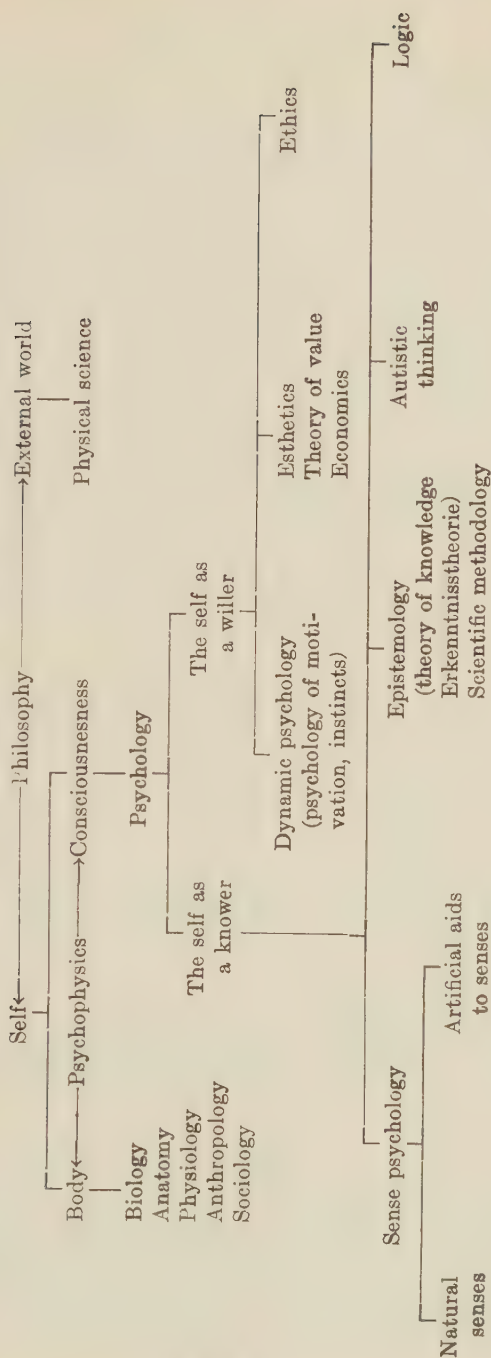 Self Philosophy External world
Physical science
Body Psychophysics Consciousnesness
Biology
Anatomy
Physiology
Anthropology
Sociology
Psychology
The self as
a knower
The self as
a willer
Dynamic psychology
(psychology of moti-
vation, instincts)
Esthetics
Theory of value
Economics
Ethics
Sense psychology
Epistemology
(theory of knowledge
Erkenntnisstheorie)
Scientific methodology
Autistic
thinking
Logic
Natural
senses
Artificial aids
to senses